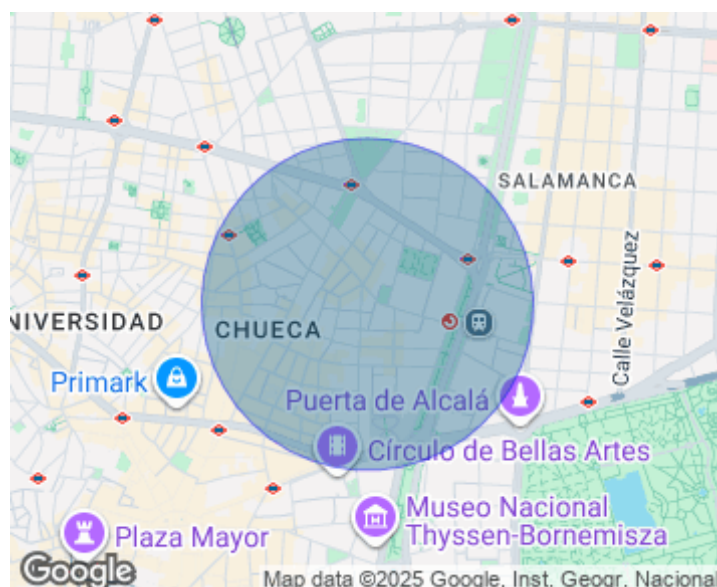 SALAMANCA
Calle Velázquez
NIVERSIDAD
CHUECA
Primark
Puerta de Alcalá
Círculo de Bellas Artes
Museo Nacional
Thyssen-Bornemisza
Plaza Mayor
Google
Map data ©2025 Google, Inst. Geogr. Nacional